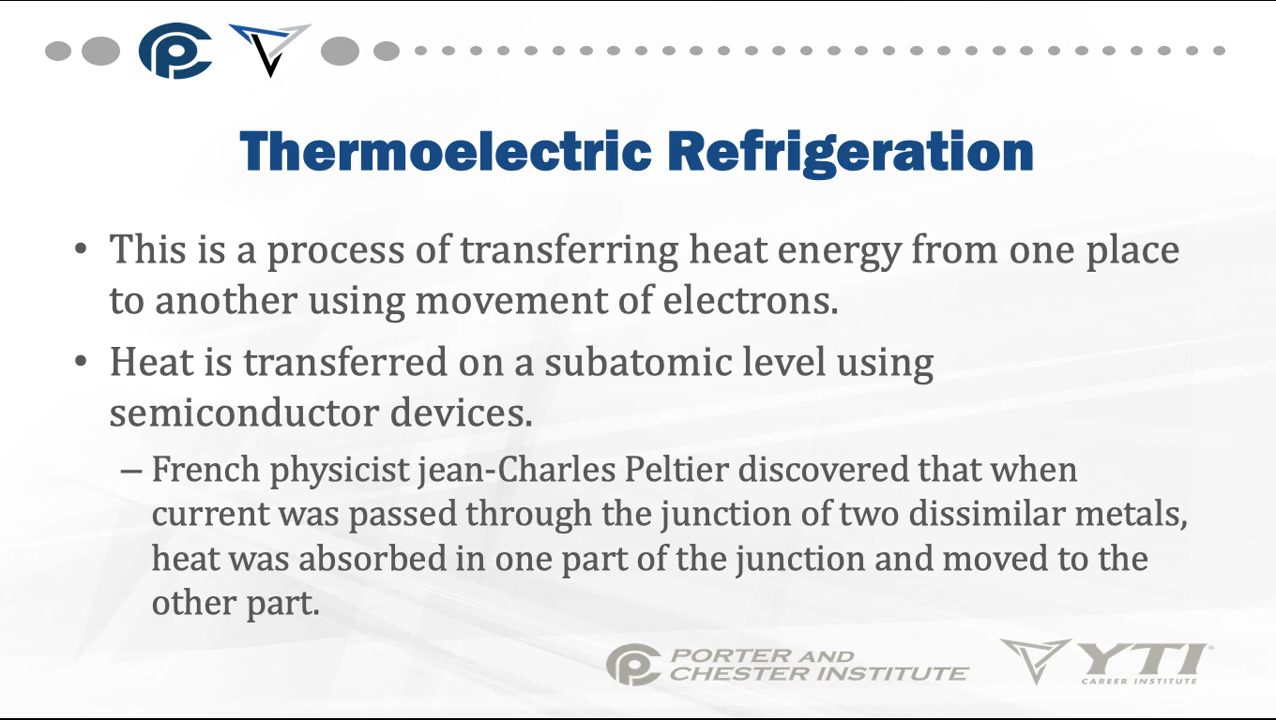 Thermoelectric Refrigeration
• This is a process of transferring heat energy from one place
to another using movement of electrons.
• Heat is transferred on a subatomic level using
semiconductor devices.
– French physicist jean-Charles Peltier discovered that when
current was passed through the junction of two dissimilar metals,
heat was absorbed in one part of the junction and moved to the
other part.
PORTER AND
CHESTER INSTITUTE
YTI
CAREER INSTITUTE